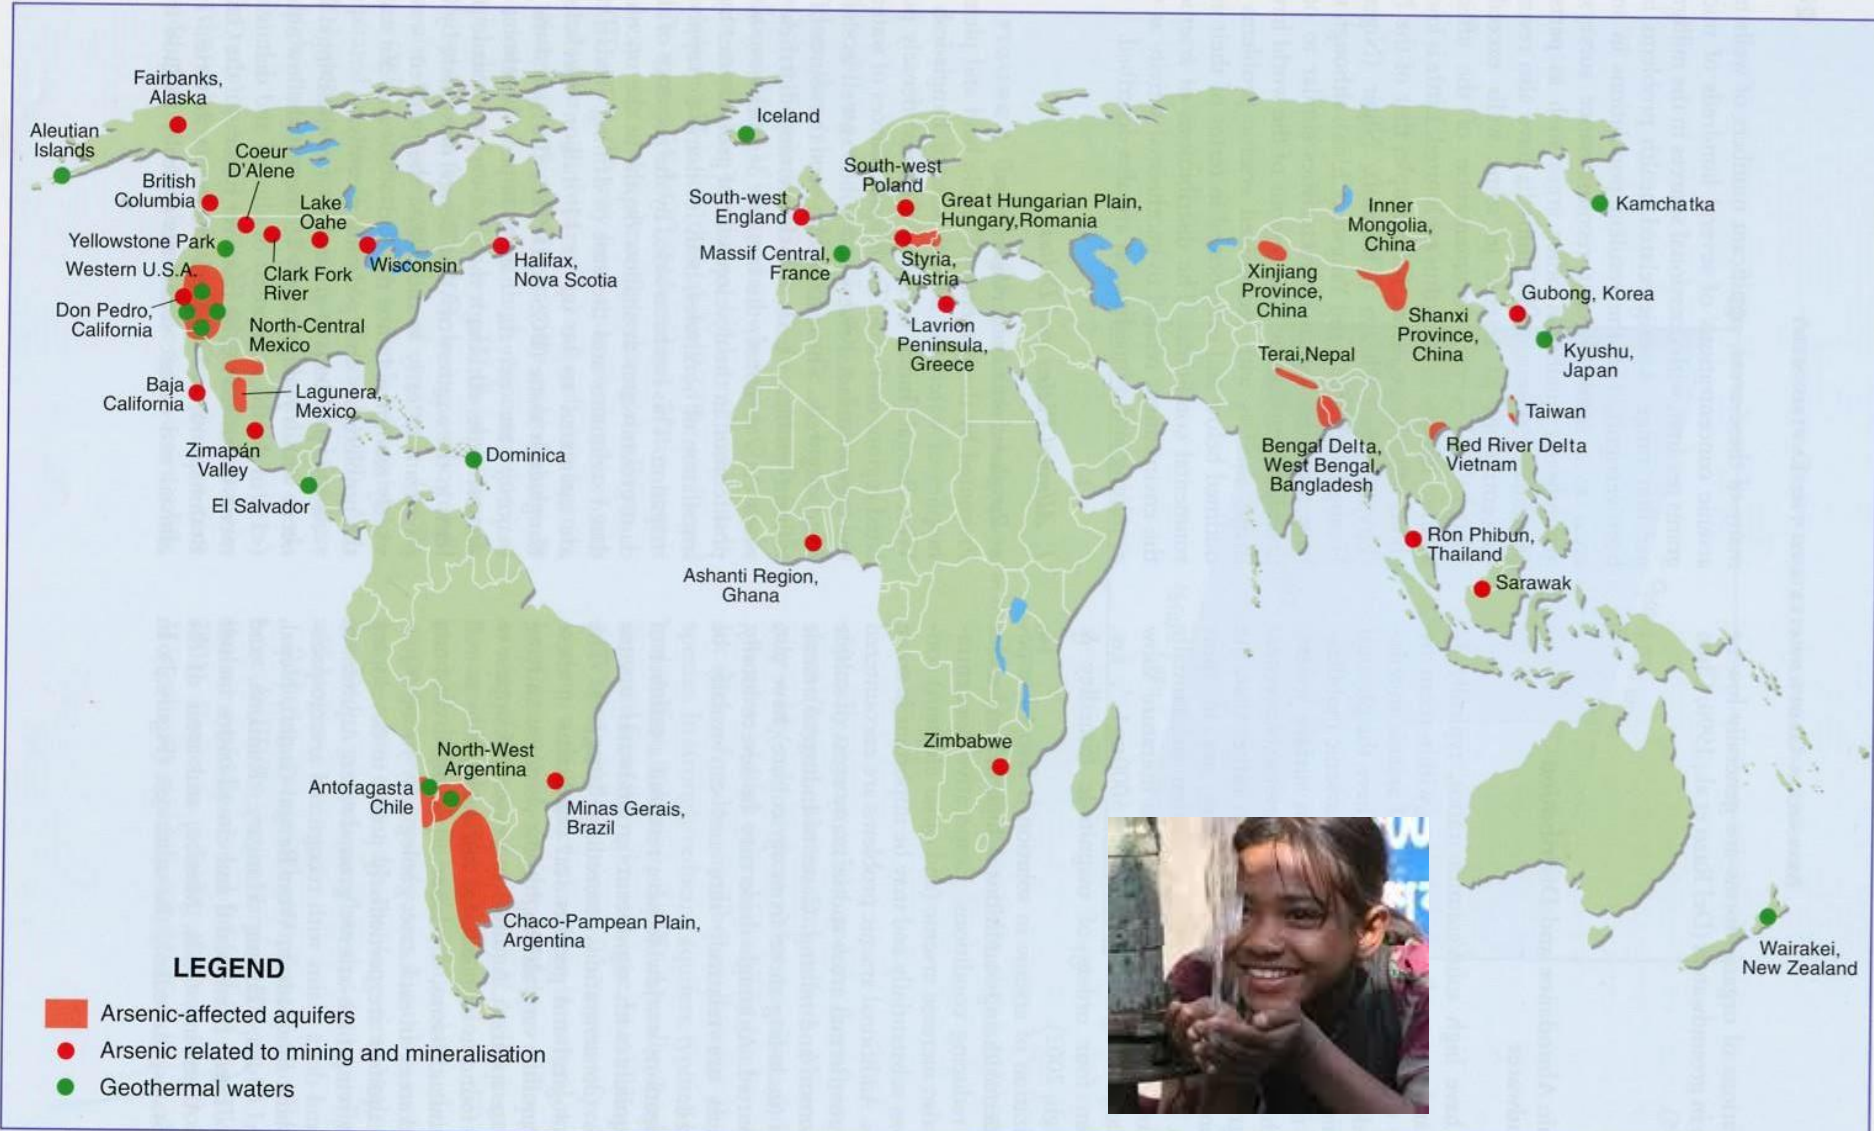 Fairbanks,
Alaska
Aleutian
Islands
Coeur
D'Alene
British
Columbia
Lake
Oahe
Yellowstone Park
Western U.S.A.
Clark Fork
River
Wisconsin
Halifax,
Nova Scotia
Don Pedro,
California
North-Central
Mexico
Baja
California
Lagunera,
Mexico
Zimapán
Valley
El Salvador
Dominica
Iceland
South-west
Poland
South-west
England
Great Hungarian Plain,
Hungary,Romania
Massif Central,
France
Styria,
Austria
Lavrion
Peninsula,
Greece
Inner
Mongolia,
China
Kamchatka
Xinjiang
Province,
China
Shanxi
Province,
China
Gubong, Korea
Kyushu,
Japan
Terai,Nepal
Taiwan
Bengal Delta,
West Bengal,
Bangladesh
Red River Delta
Vietnam
Ron Phibun,
Thailand
Sarawak
Ashanti Region,
Ghana
Zimbabwe
North-West
Argentina
Antofagasta
Chile
Minas Gerais,
Brazil
Chaco-Pampean Plain,
Argentina
Wairakei,
New Zealand
LEGEND
Arsenic-affected aquifers
Arsenic related to mining and mineralisation
Geothermal waters